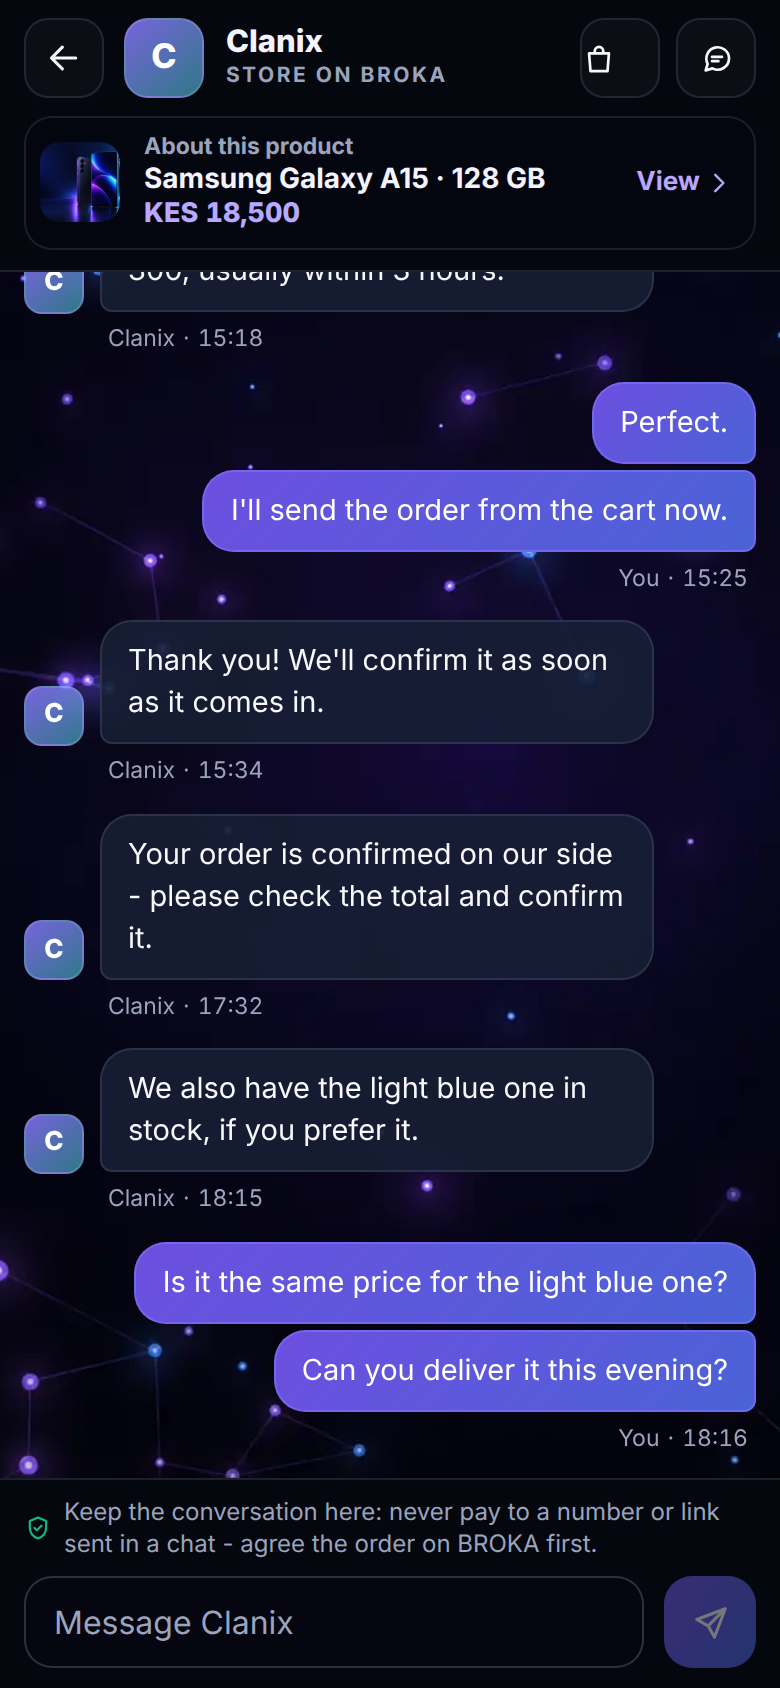 C
Clanix
STORE ON BROKA
About this product
Samsung Galaxy A15 · 128 GB
KES 18,500
View
C
300, usually within 3 hours.
Clanix · 15:18
Perfect.
I'll send the order from the cart now.
You · 15:25
Thank you! We'll confirm it as soon
as it comes in.
C
Clanix · 15:34
Your order is confirmed on our side
- please check the total and confirm
it.
C
Clanix · 17:32
We also have the light blue one in
stock, if you prefer it.
C
Clanix · 18:15
Is it the same price for the light blue one?
Can you deliver it this evening?
You · 18:16
Keep the conversation here: never pay to a number or link
sent in a chat - agree the order on BROKA first.
Message Clanix